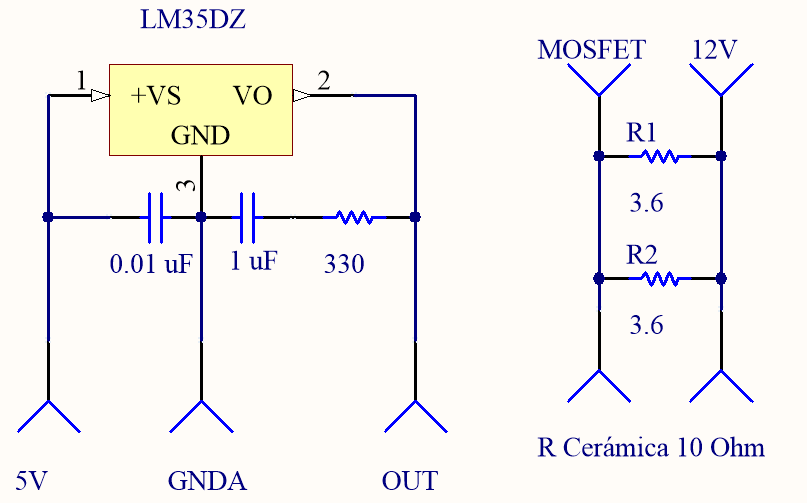 LM35DZ
1
+VS
VO
2
GND
3
0.01 uF
1 uF
330
5V
GNDA
OUT
MOSFET
12V
R1
3.6
R2
3.6
R Cerámica 10 Ohm